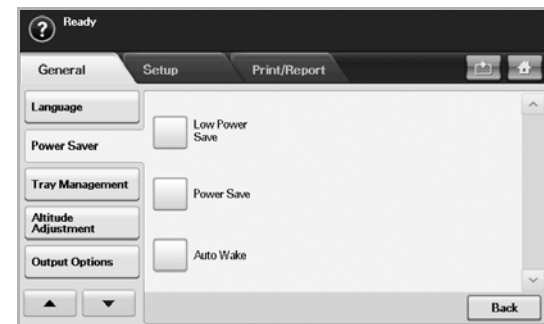 ? Ready
General Setup Print/Report
Language
Power Saver
Tray Management
Altitude
Adjustment
Output Options
Low Power
Save
Power Save
Auto Wake
Back